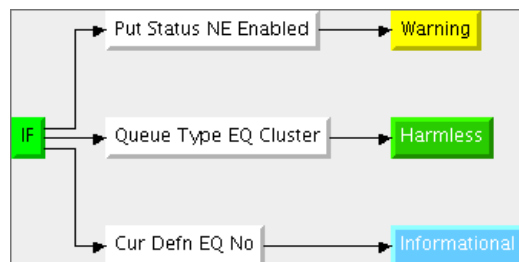 Put Status NE Enabled
Warning
IF
Queue Type EQ Cluster
Harmless
Cur Defn EQ No
Informational